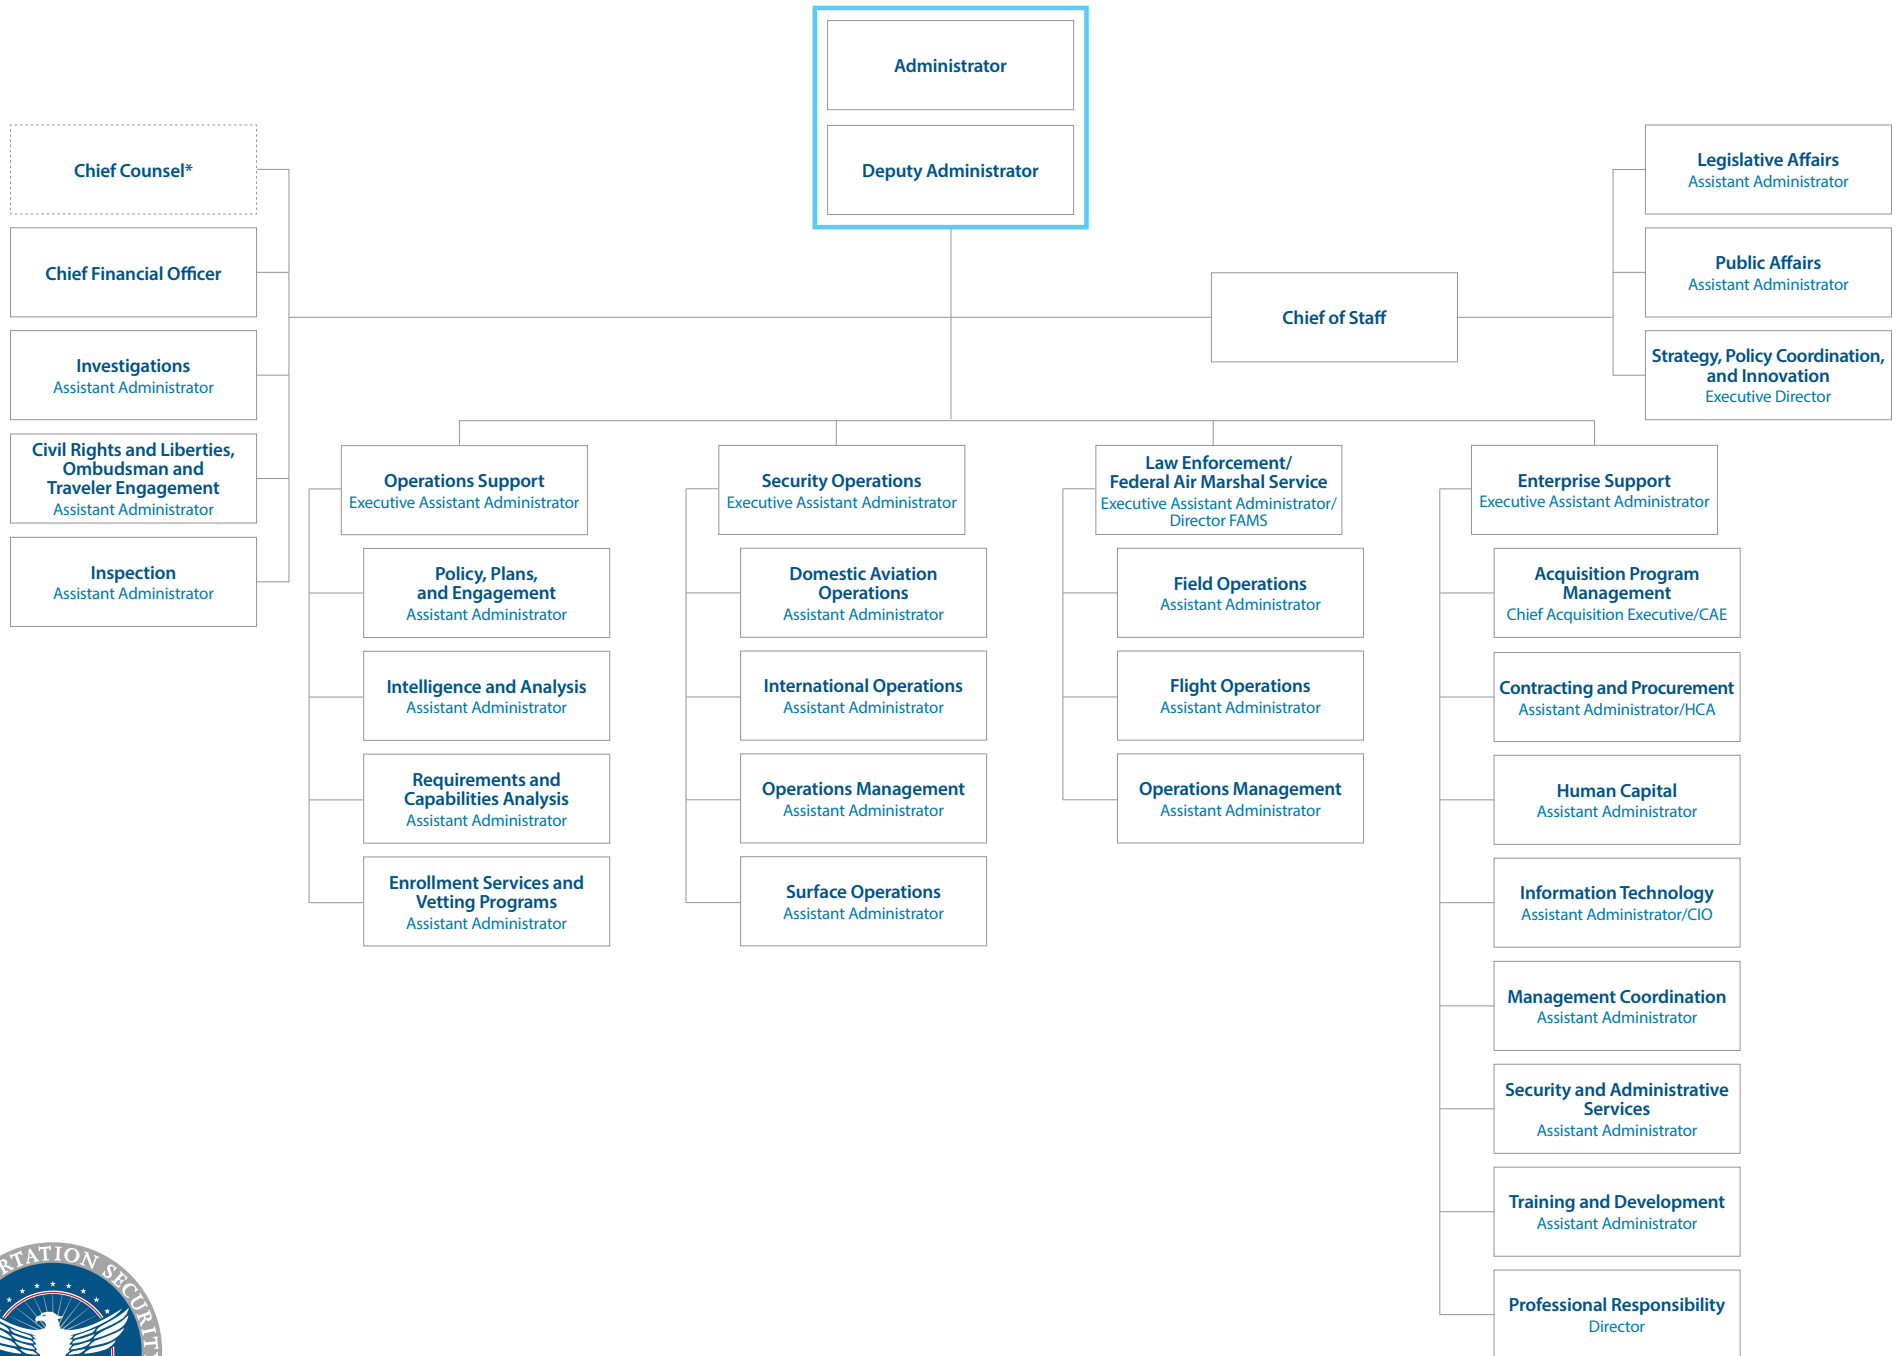 Administrator
Deputy Administrator
Chief Counsel*
Chief Financial Officer
Investigations
Assistant Administrator
Civil Rights and Liberties,
Ombudsman and
Traveler Engagement
Assistant Administrator
Inspection
Assistant Administrator
Chief of Staff
Legislative Affairs
Assistant Administrator
Public Affairs
Assistant Administrator
Strategy, Policy Coordination,
and Innovation
Executive Director
Operations Support
Executive Assistant Administrator
Policy, Plans,
and Engagement
Assistant Administrator
Intelligence and Analysis
Assistant Administrator
Requirements and
Capabilities Analysis
Assistant Administrator
Enrollment Services and
Vetting Programs
Assistant Administrator
Security Operations
Executive Assistant Administrator
Domestic Aviation
Operations
Assistant Administrator
International Operations
Assistant Administrator
Operations Management
Assistant Administrator
Surface Operations
Assistant Administrator
Law Enforcement/
Federal Air Marshal Service
Executive Assistant Administrator/
Director FAMS
Field Operations
Assistant Administrator
Flight Operations
Assistant Administrator
Operations Management
Assistant Administrator
Enterprise Support
Executive Assistant Administrator
Acquisition Program
Management
Chief Acquisition Executive/CAE
Contracting and Procurement
Assistant Administrator/HCA
Human Capital
Assistant Administrator
Information Technology
Assistant Administrator/CIO
Management Coordination
Assistant Administrator
Security and Administrative
Services
Assistant Administrator
Training and Development
Assistant Administrator
Professional Responsibility
Director
RTATION SECURITY